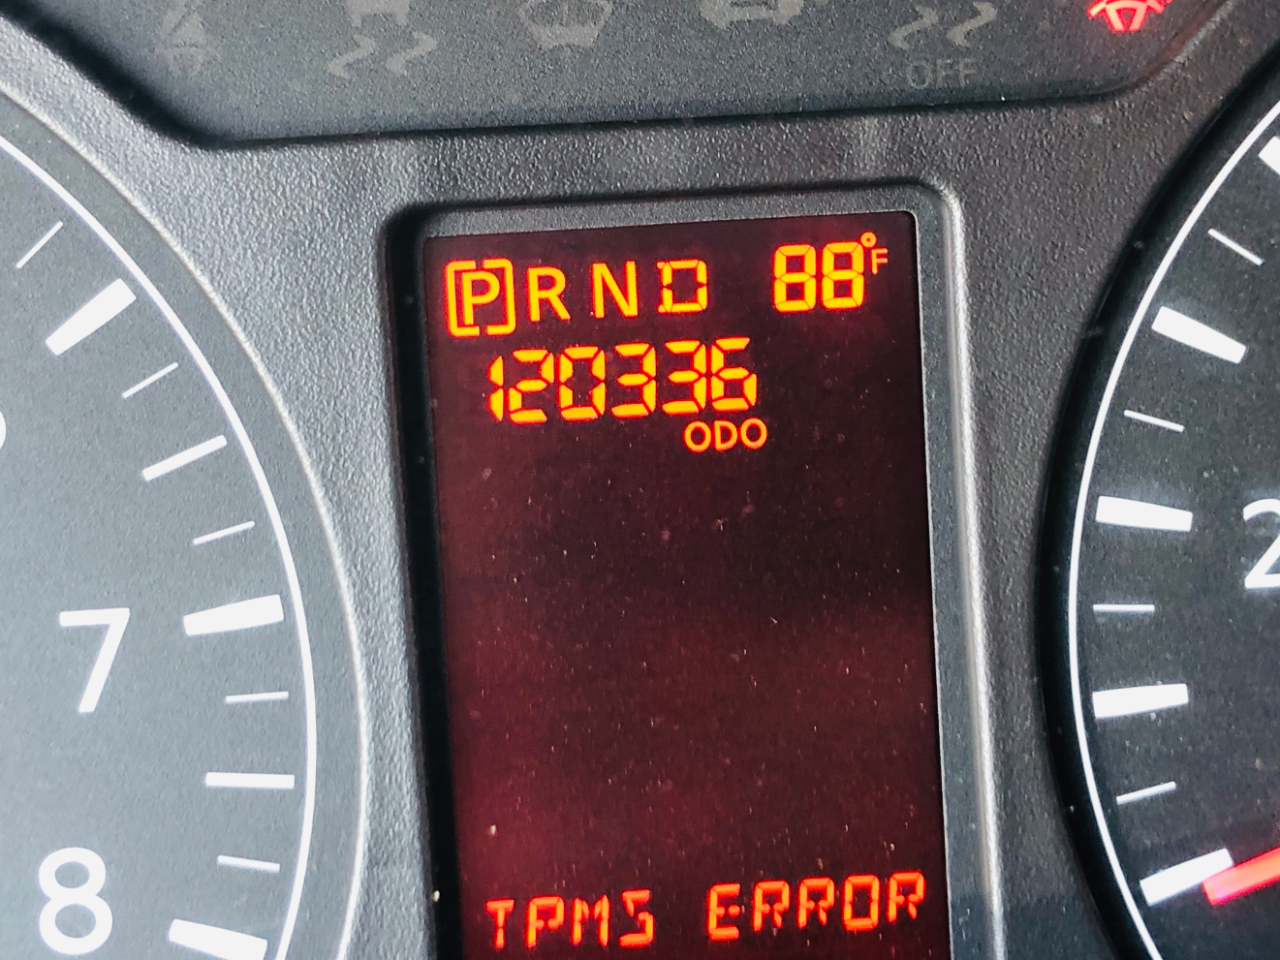 OFF
P R N D 88°F
120336
ODO
TPMS ERROR
7
8
2